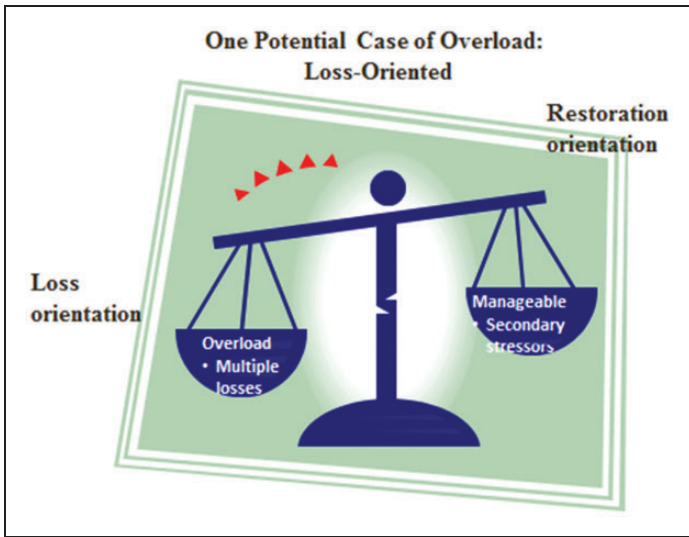 One Potential Case of Overload:
Loss-Oriented
Restoration
orientation
Loss
orientation
Manageable
• Secondary
stressors
Overload
• Multiple
losses